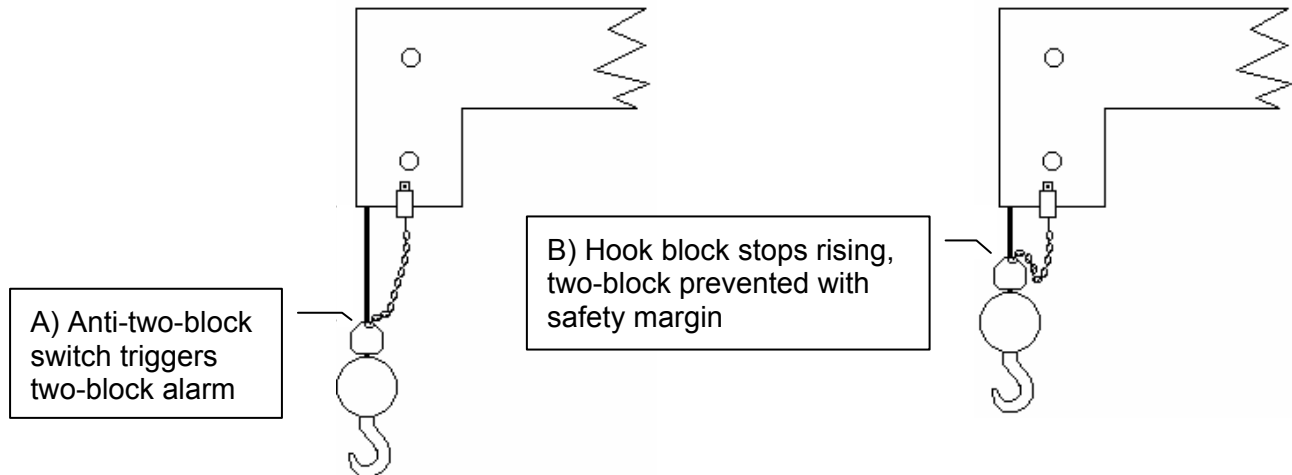 A) Anti-two-block
switch triggers
two-block alarm
B) Hook block stops rising,
two-block prevented with
safety margin